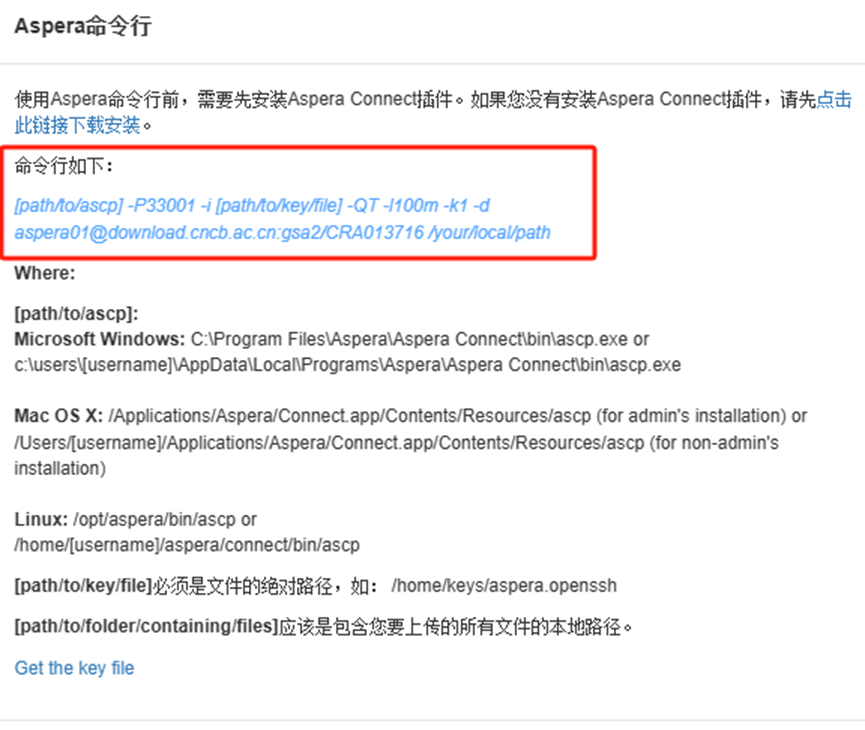 Aspera命令行
使用Aspera命令行前，需要先安装Aspera Connect插件。如果您没有安装Aspera Connect插件，请先点击
此链接下载安装。
命令行如下：
[path/to/ascp] -P33001 -i [path/to/key/file] -QT -l100m -k1 -d
aspera01@download.cncb.ac.cn:gsa2/CRA013716 /your/local/path
Where:
[path/to/ascp]:
Microsoft Windows: C:\Program Files\Aspera\Aspera Connect\bin\ascp.exe or
c:\users\[username]\AppData\Local\Programs\Aspera\Aspera Connect\bin\ascp.exe
Mac OS X: /Applications/Aspera/Connect.app/Contents/Resources/ascp (for admin's installation) or
/Users/[username]/Applications/Aspera/Connect.app/Contents/Resources/ascp (for non-admin's
installation)
Linux: /opt/aspera/bin/ascp or
/home/[username]/aspera/connect/bin/ascp
[path/to/key/file]必须是文件的绝对路径，如： /home/keys/aspera.openssh
[path/to/folder/containing/files]应该是包含您要上传的所有文件的本地路径。
Get the key file